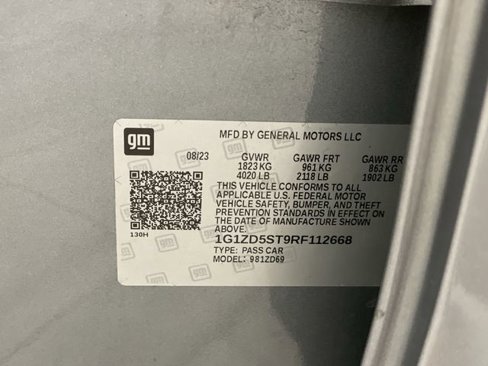 gm
MFD BY GENERAL MOTORS LLC
08/23 GVWR GAWR FRT GAWR RR
1823 KG 961 KG 863 KG
4020 LB 2118 LB 1902 LB
THIS VEHICLE CONFORMS TO ALL
APPLICABLE U.S. FEDERAL MOTOR
VEHICLE SAFETY, BUMPER, AND THEFT
PREVENTION STANDARDS IN EFFECT
ON THE DATE OF MANUFACTURE SHOWN
ABOVE.
130H
1G1ZD5ST9RF112668
TYPE: PASS CAR
MODEL: 981ZD69